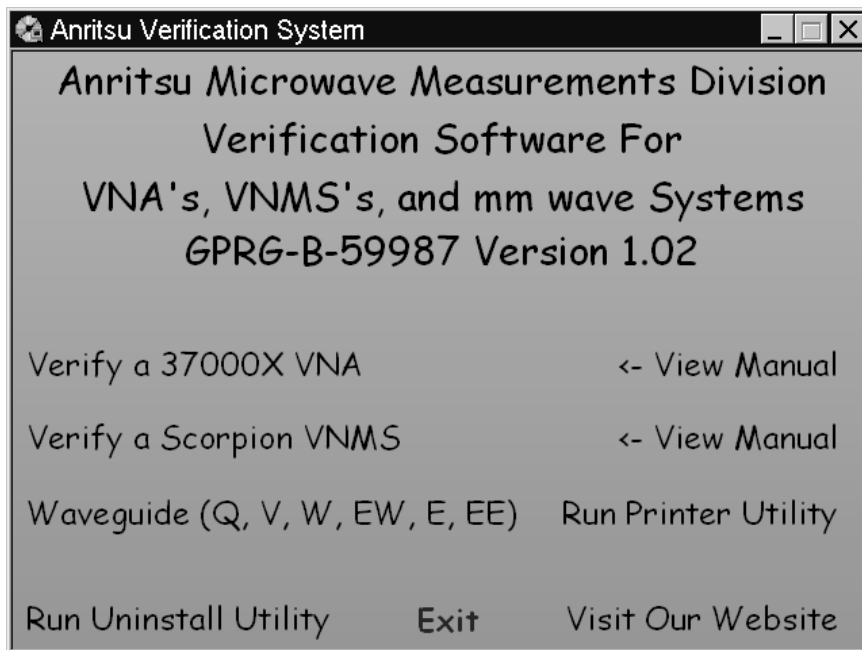 Anritsu Verification System
Anritsu Microwave Measurements Division
Verification Software For
VNA's, VNMS's, and mm wave Systems
GPRG-B-59987 Version 1.02
Verify a 37000X VNA <- View Manual
Verify a Scorpion VNMS <- View Manual
Waveguide (Q, V, W, EW, E, EE) Run Printer Utility
Run Uninstall Utility Exit Visit Our Website